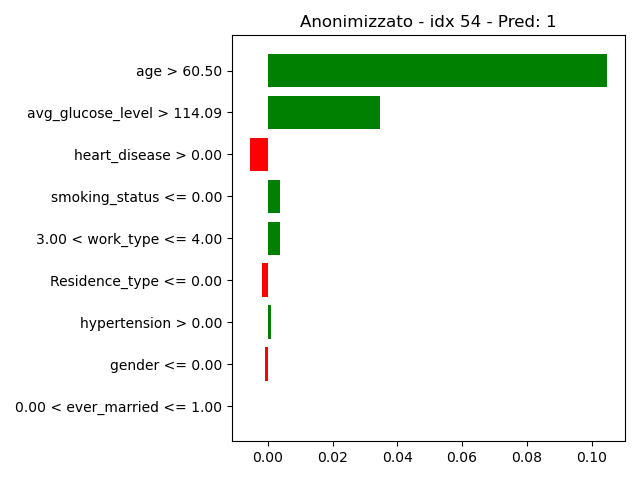 Anonimizzato - idx 54 - Pred: 1
age > 60.50
avg_glucose_level > 114.09
heart_disease > 0.00
smoking_status <= 0.00
3.00 < work_type <= 4.00
Residence_type <= 0.00
hypertension > 0.00
gender <= 0.00
0.00 < ever_married <= 1.00
0.00 0.02 0.04 0.06 0.08 0.10